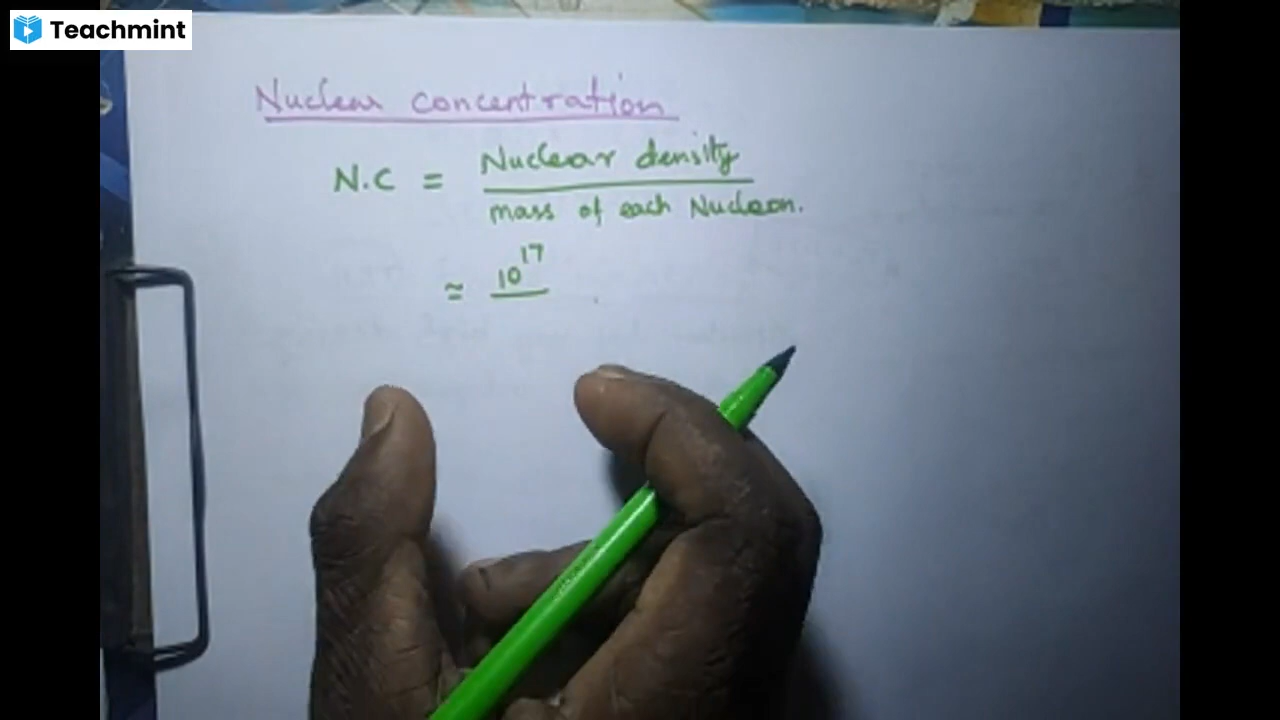 Teachmint
Nuclear concentration
N.C = Nuclear density
mass of each Nucleon.
≃ 10^17